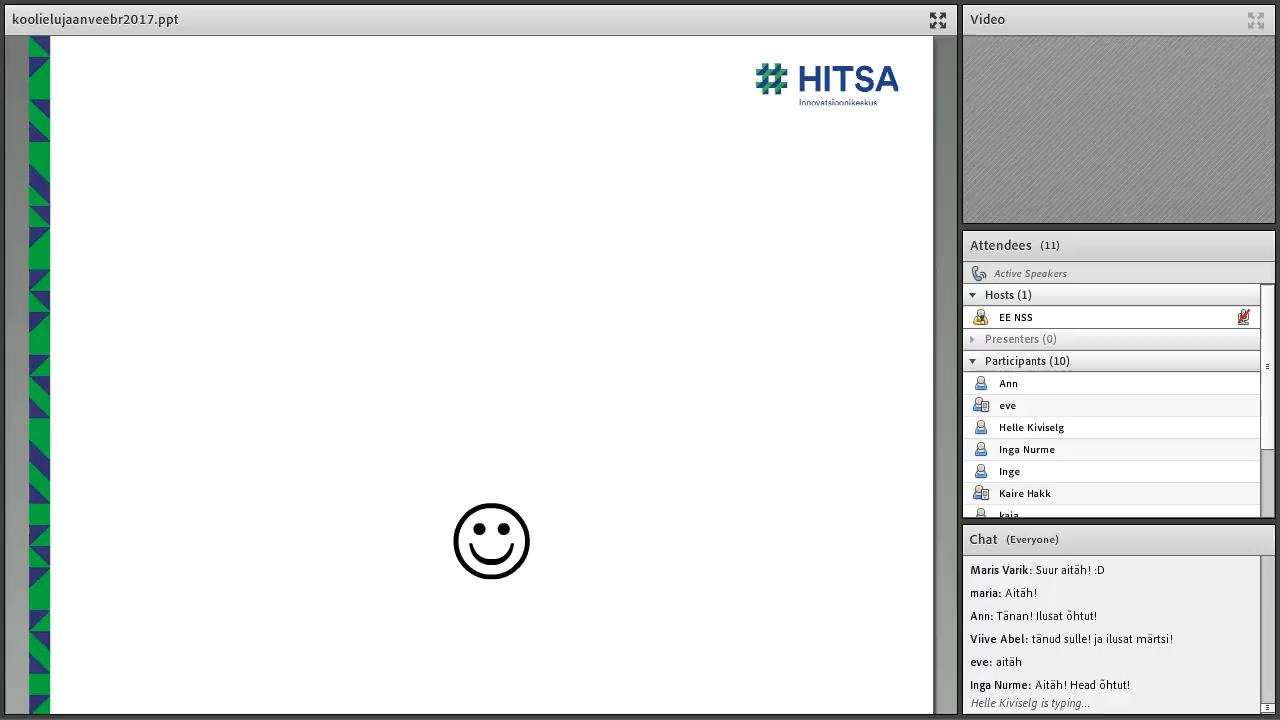 koolielujaanveebr2017.ppt
HITSA
Innovatsioonikeskus
Video
Attendees (11)
Active Speakers
Hosts (1)
EE NSS
Presenters (0)
Participants (10)
Ann
eve
Helle Kiviselg
Inga Nurme
Inge
Kaire Hakk
kaja
Chat (Everyone)
Maris Varik: Suur aitäh! :D
maria: Aitäh!
Ann: Tänan! Ilusat õhtut!
Viive Abel: tänud sulle! ja ilusat märtsi!
eve: aitäh
Inga Nurme: Aitäh! Head õhtut!
Helle Kiviselg is typing...